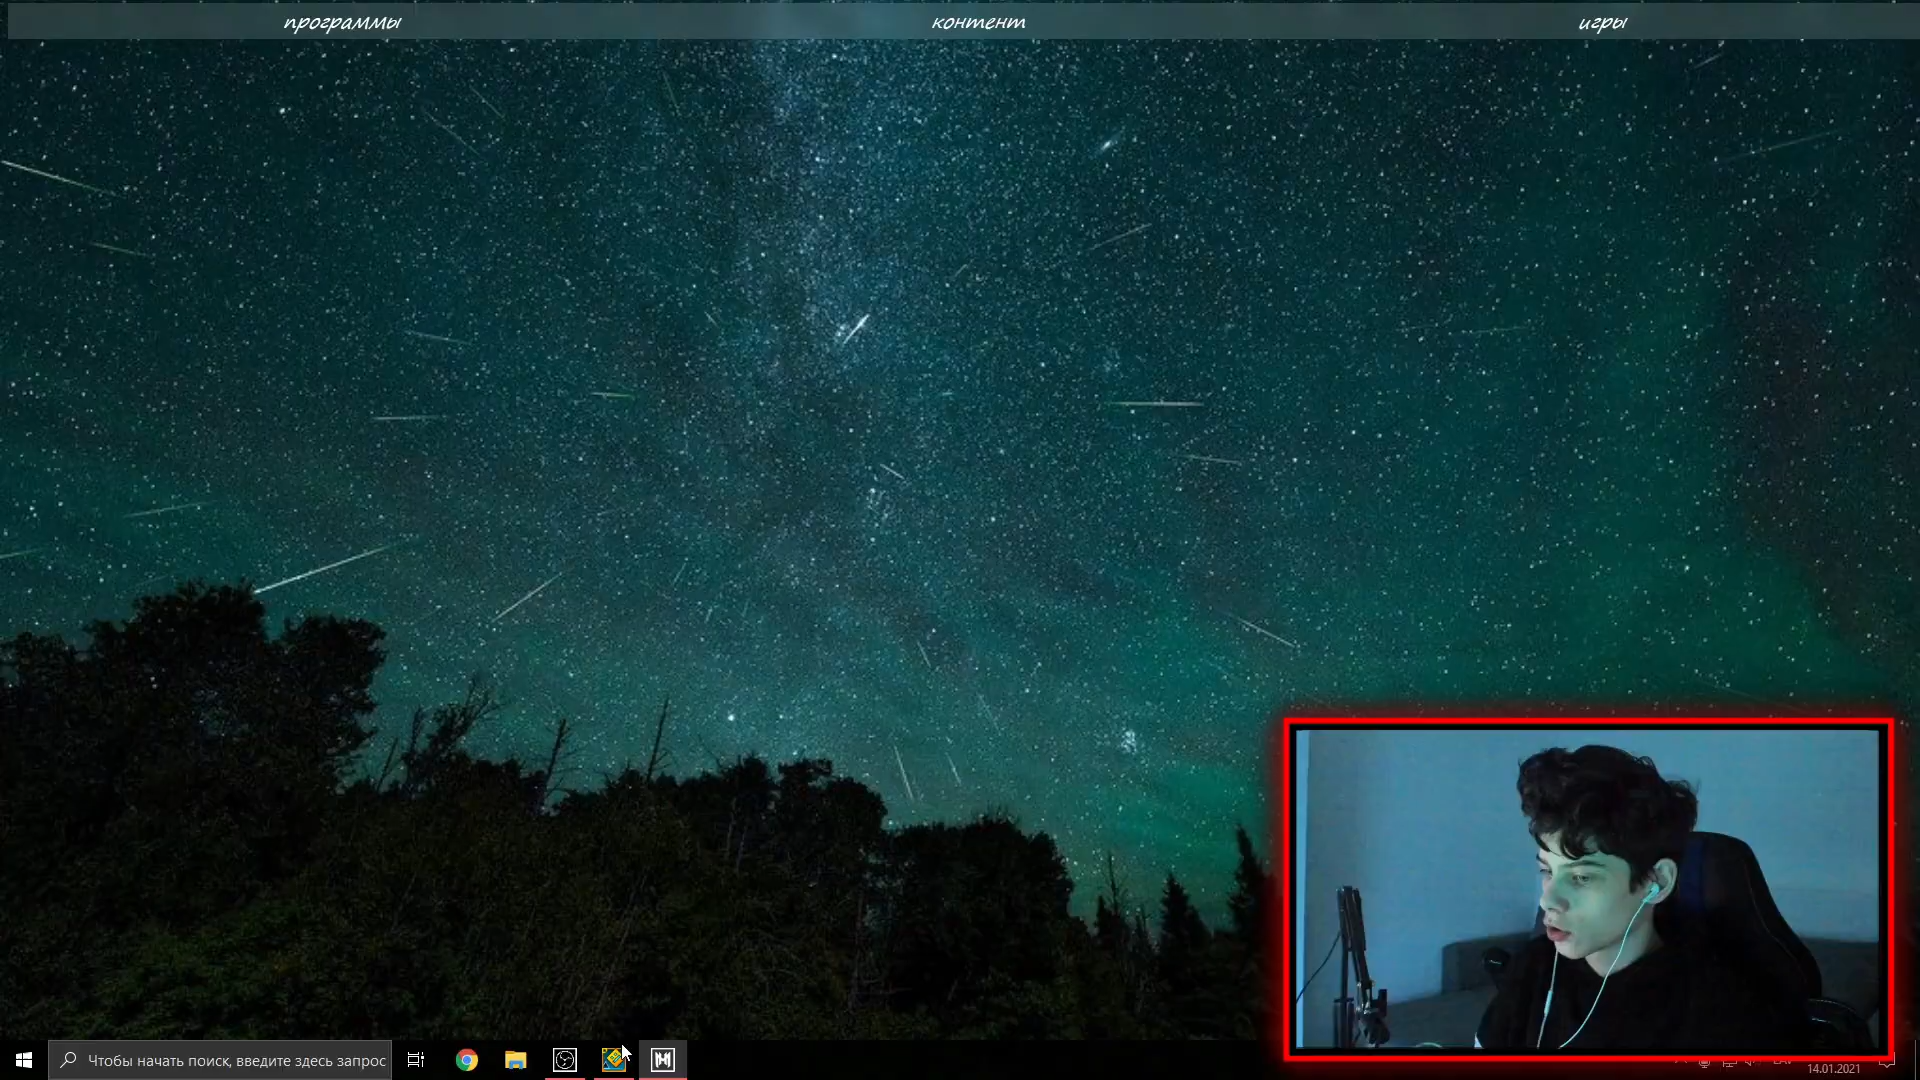 программы
контент
игры
Чтобы начать поиск, введите здесь запрос
14.01.2021